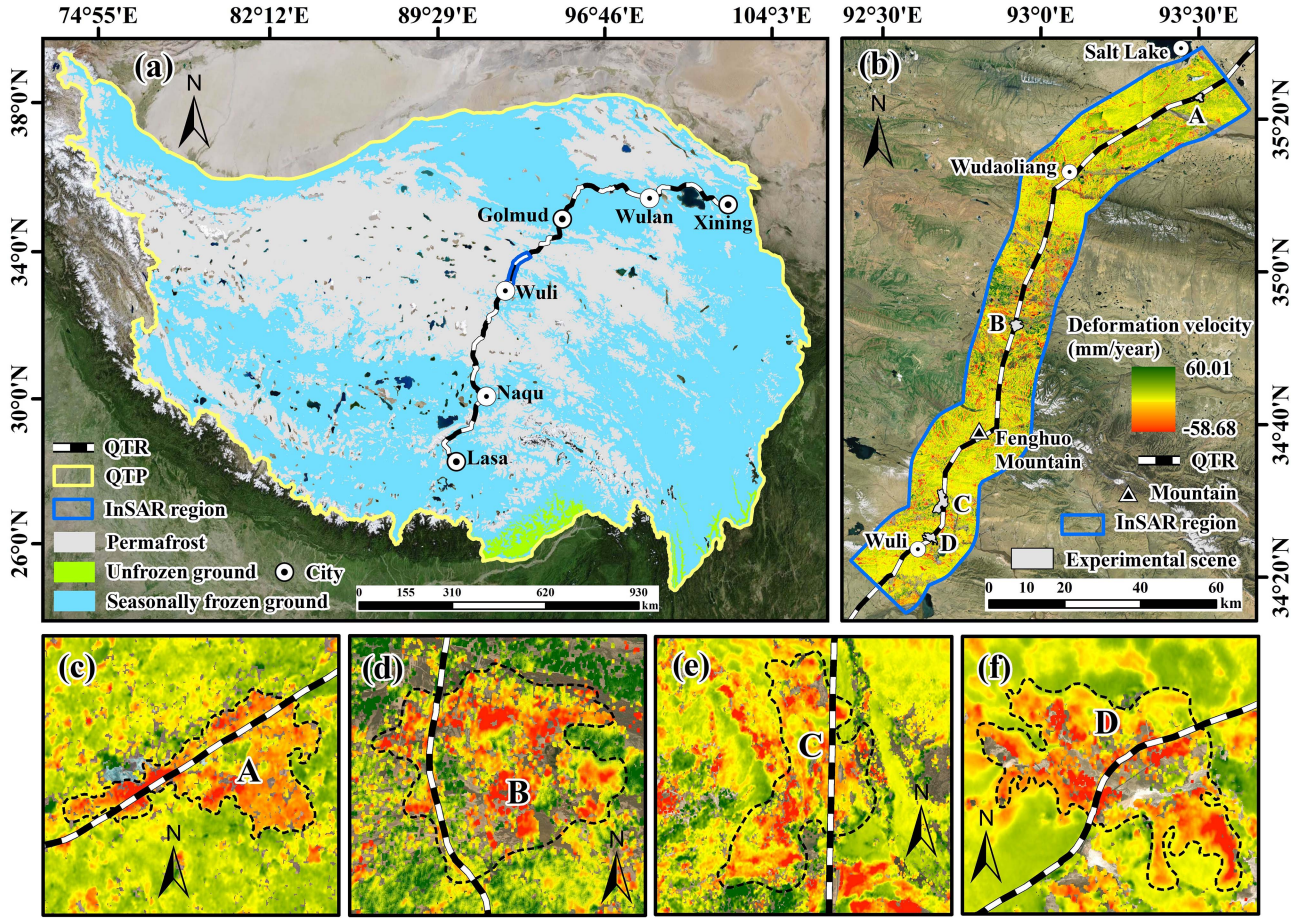 74°55'E
82°12'E
89°29'E
96°46'E
104°3'E
92°30'E
93°0'E
93°30'E
(a)
N
38°0'N
34°0'N
30°0'N
26°0'N
Golmud
Wulan
Xining
Wuli
Naqu
Lasa
QTR
QTP
InSAR region
Permafrost
Unfrozen ground
City
Seasonally frozen ground
0 155 310 620 930
km
(b)
N
Salt Lake
A
35°20'N
Wudaoliang
35°0'N
B
Deformation velocity
(mm/year)
60.01
-58.68
34°40'N
Fenghuo
Mountain
QTR
C
Mountain
InSAR region
Wuli
D
Experimental scene
34°20'N
0 10 20 40 60
km
(c)
A
N
(d)
B
N
(e)
C
N
(f)
D
N